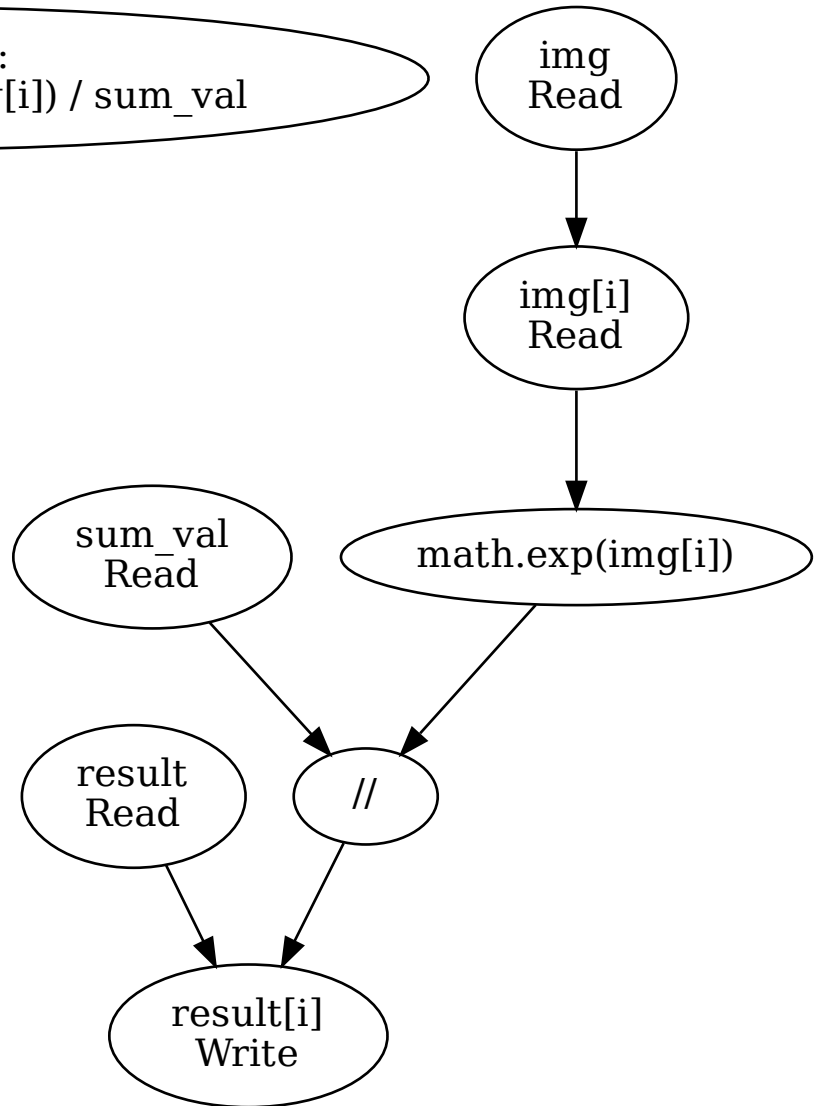 :
[i]) / sum_val
img
Read
img[i]
Read
sum_val
Read
math.exp(img[i])
result
Read
//
result[i]
Write